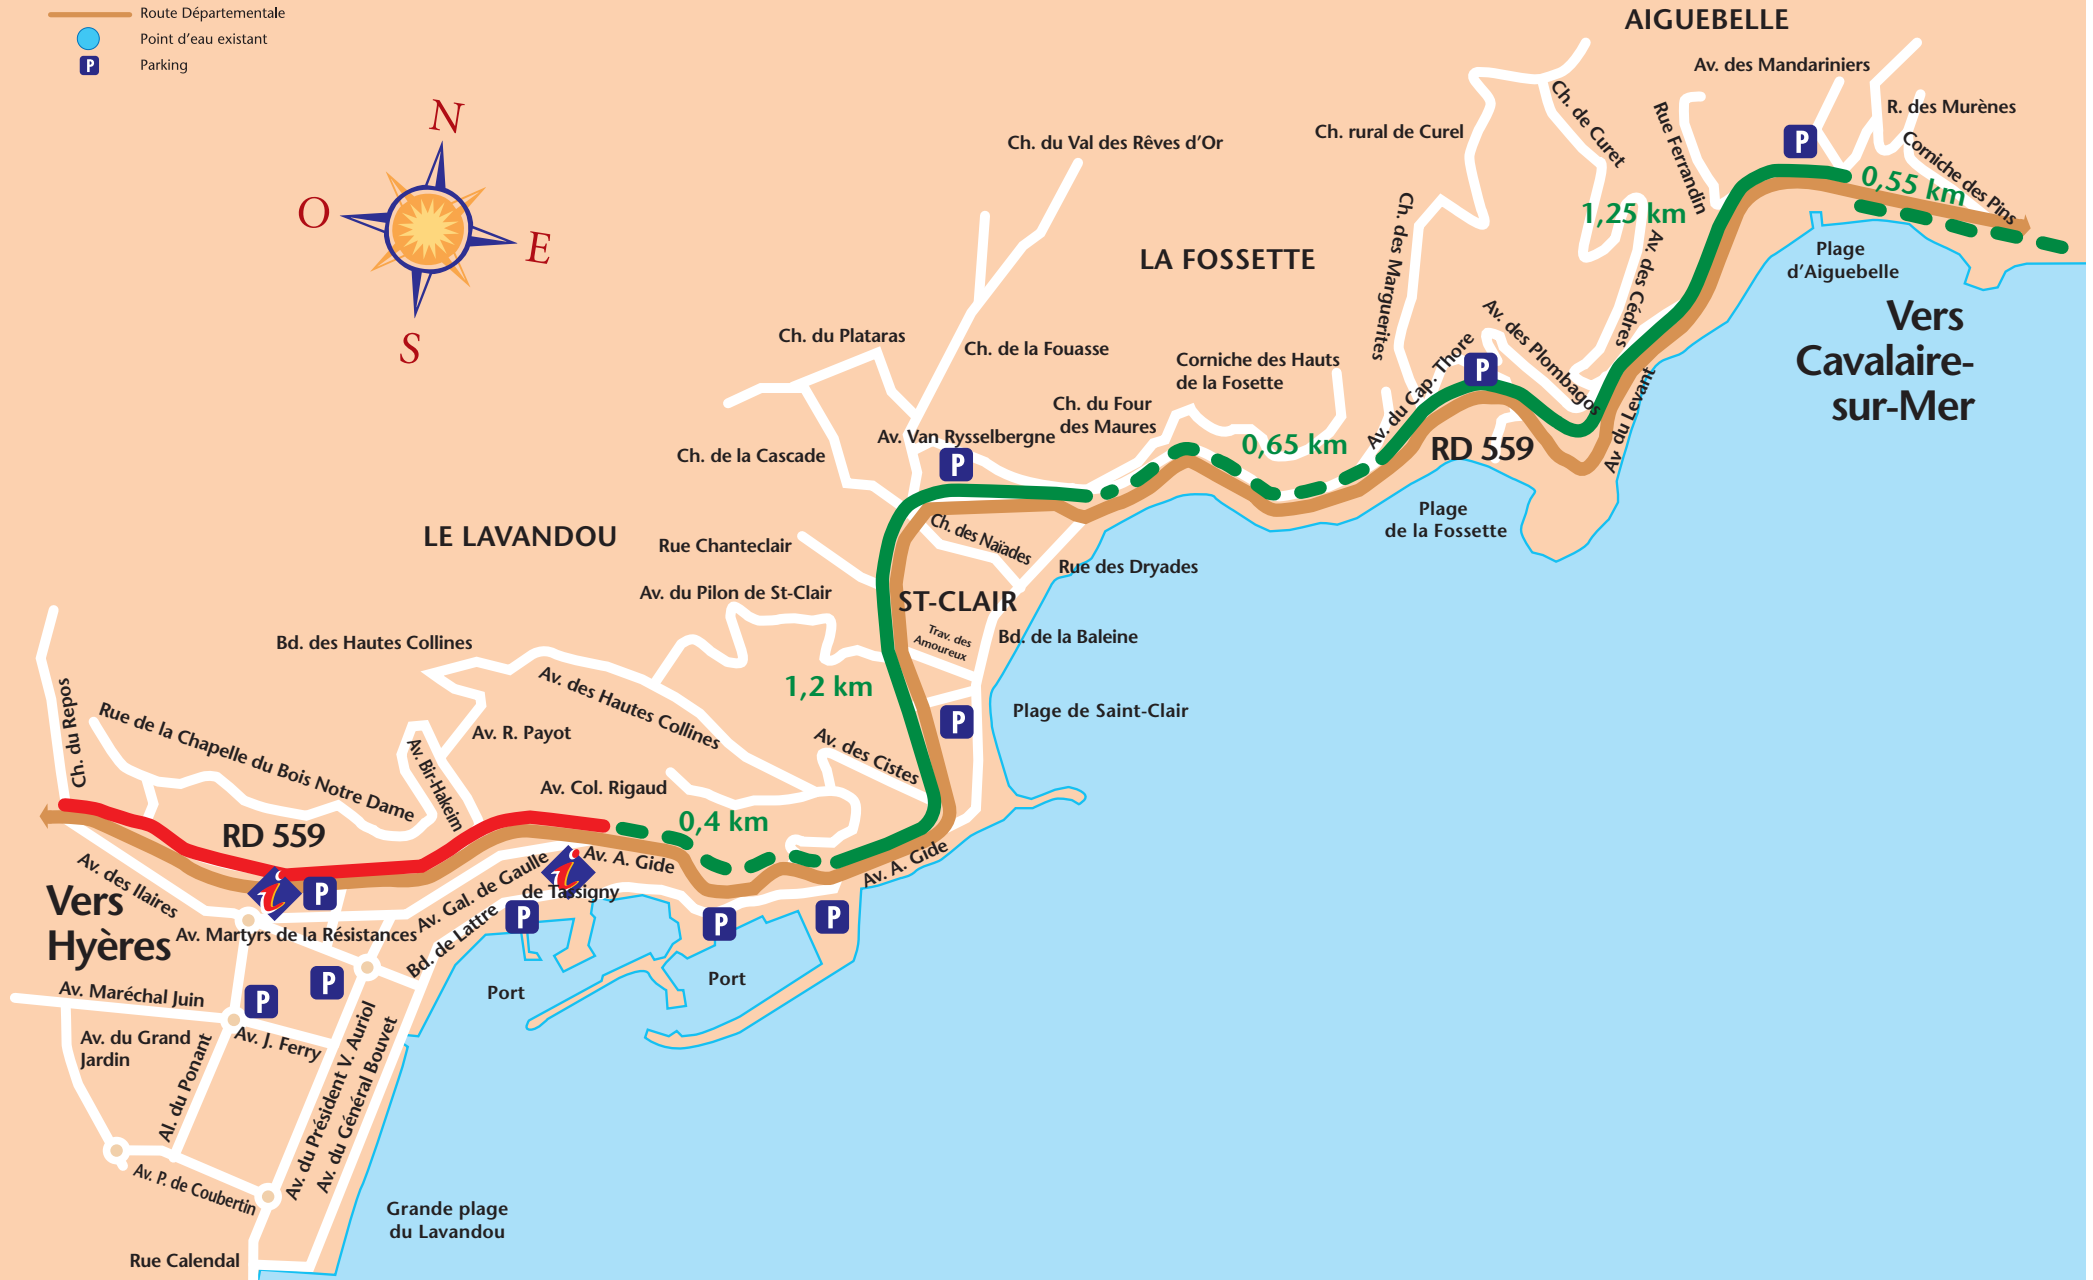 Route Départementale
Point d'eau existant
Parking
P
N
O
E
S
AIGUEBELLE
Av. des Mandariniers
R. des Murènes
Corniche des Pins
P
0,55 km
Rue Ferrandin
Ch. de Curet
Ch. rural de Curel
1,25 km
Av. des Cédres
Ch. des Marguerites
Plage
d'Aiguebelle
Vers
Cavalaire-
sur-Mer
Ch. du Val des Rêves d'Or
LA FOSSETTE
Ch. du Plataras
Ch. de la Fouasse
Corniche des Hauts
de la Fosette
Ch. du Four
des Maures
Av. des Plombagos
Av. du Cap. Thore
P
Av du Levant
RD 559
0,65 km
Av. Van Rysselbergne
P
Ch. de la Cascade
Plage
de la Fossette
LE LAVANDOU
Rue Chanteclair
Ch. des Naïades
Rue des Dryades
Av. du Pilon de St-Clair
ST-CLAIR
Trav. des
Amoureux
Bd. de la Baleine
Bd. des Hautes Collines
Av. des Hautes Collines
1,2 km
Plage de Saint-Clair
P
Ch. du Repos
Rue de la Chapelle du Bois Notre Dame
Av. R. Payot
Av. Bir-Hakeim
Av. des Cistes
Av. Col. Rigaud
0,4 km
RD 559
Av. A. Gide
Av. A. Gide
Av. des Ilaires
i
P
i
Av. Gal. de Gaulle
Bd. de Lattre
de Tassigny
P
P
P
Vers
Hyères
Av. Martyrs de la Résistances
P
P
Port
Port
Av. Maréchal Juin
Av. du Grand
Jardin
Av. J. Ferry
Al. du Ponant
Av. du Président V. Auriol
Av. du Général Bouvet
Av. P. de Coubertin
Grande plage
du Lavandou
Rue Calendal